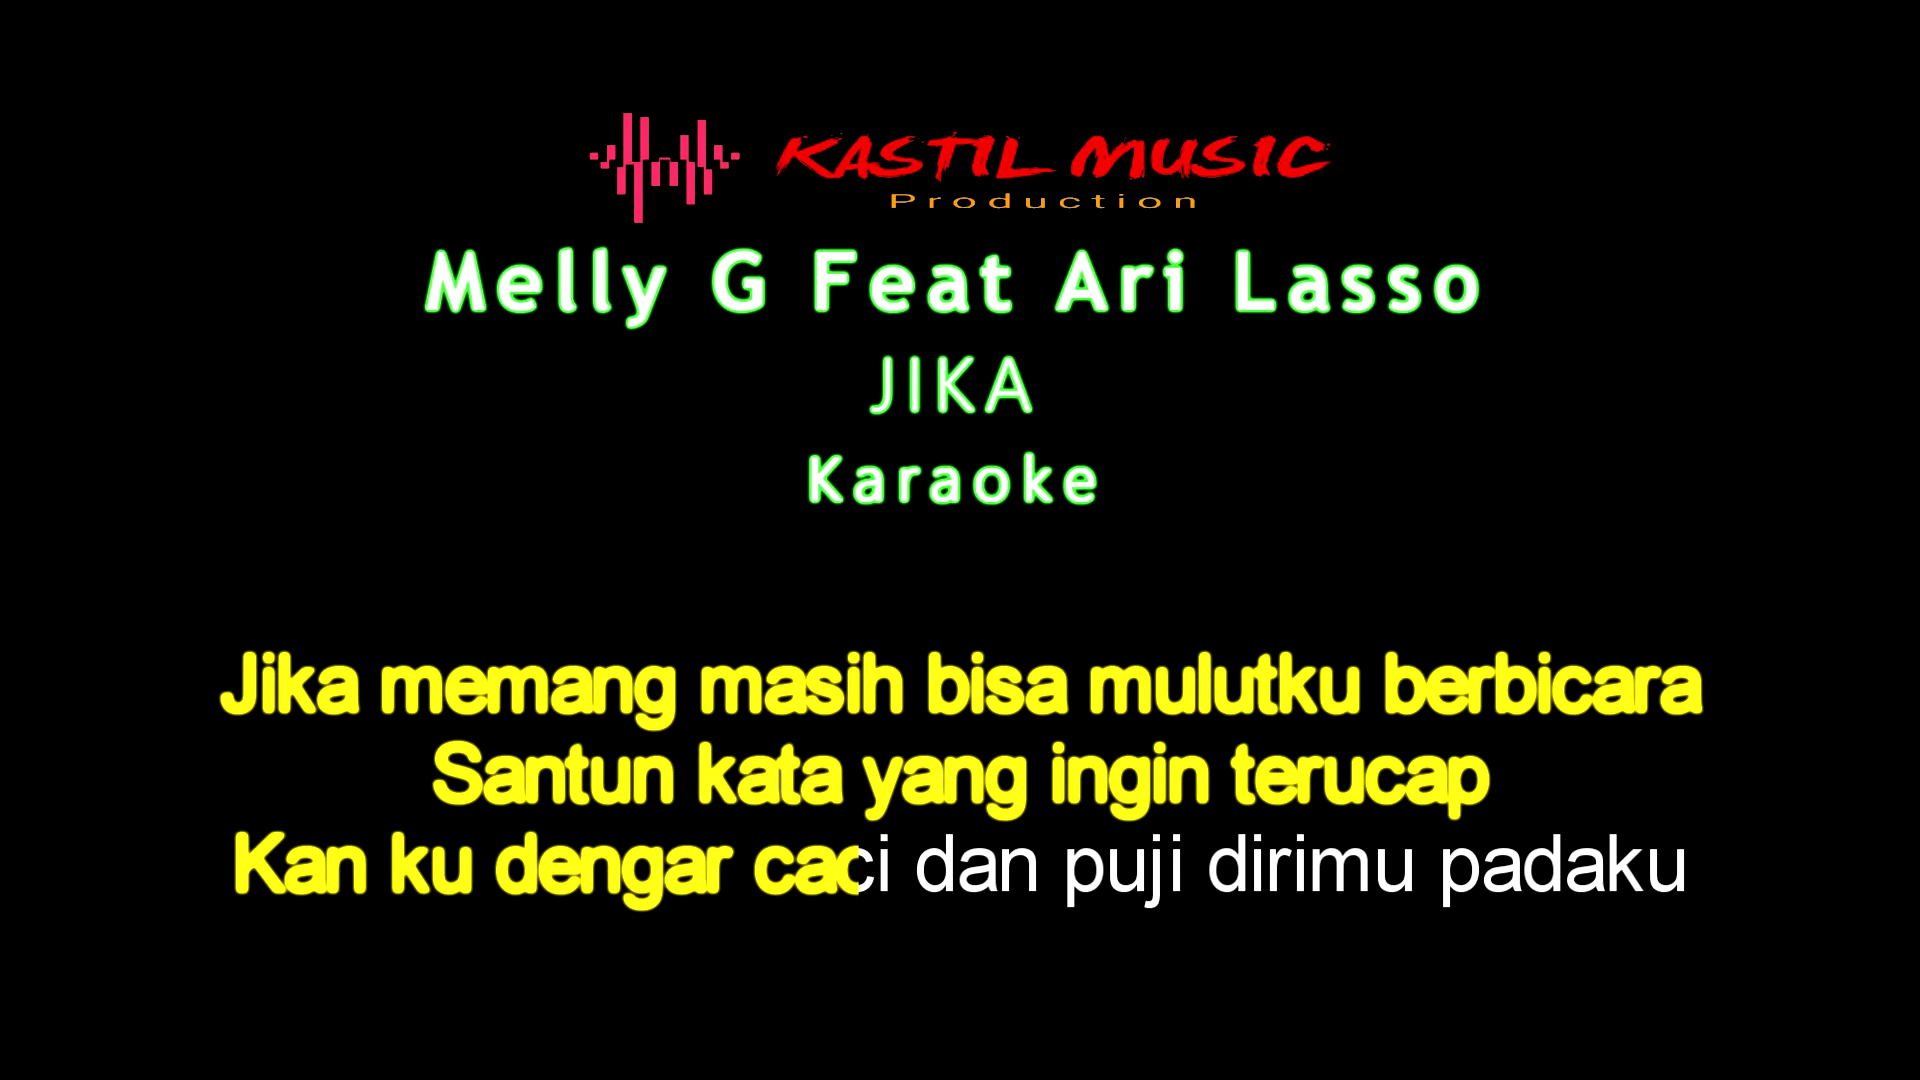 KASTIL MUSIC
Production
Melly G Feat Ari Lasso
JIKA
Karaoke
Jika memang masih bisa mulutku berbicara
Santun kata yang ingin terucap
Kan ku dengar caci dan puji dirimu padaku